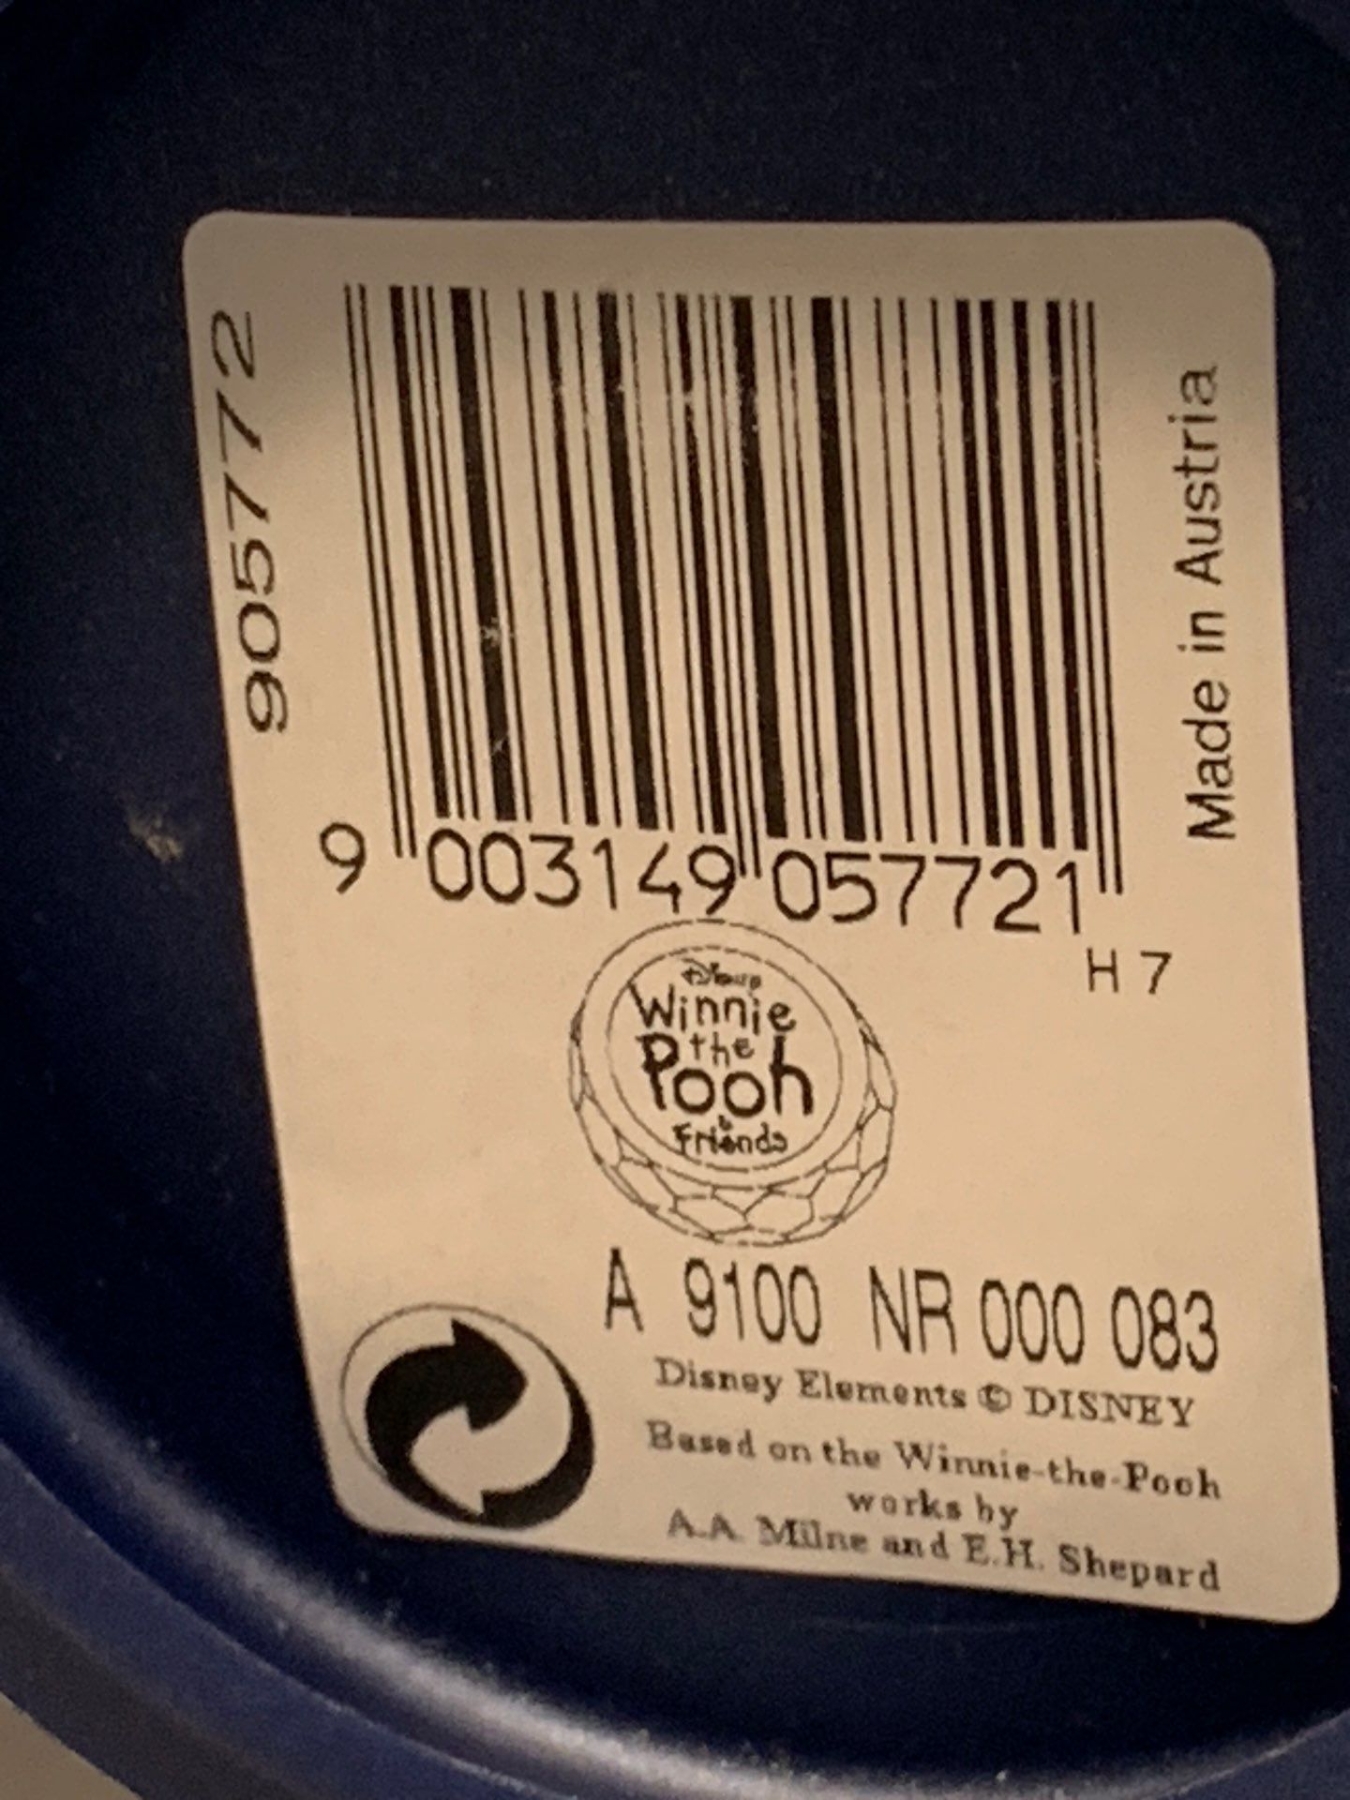 905772
Made in Austria
9 003149 057721
H 7
Disney
Winnie
the
Pooh
&
Friends
A 9100 NR 000 083
Disney Elements © DISNEY
Based on the Winnie-the-Pooh
works by
A.A. Milne and E.H. Shepard